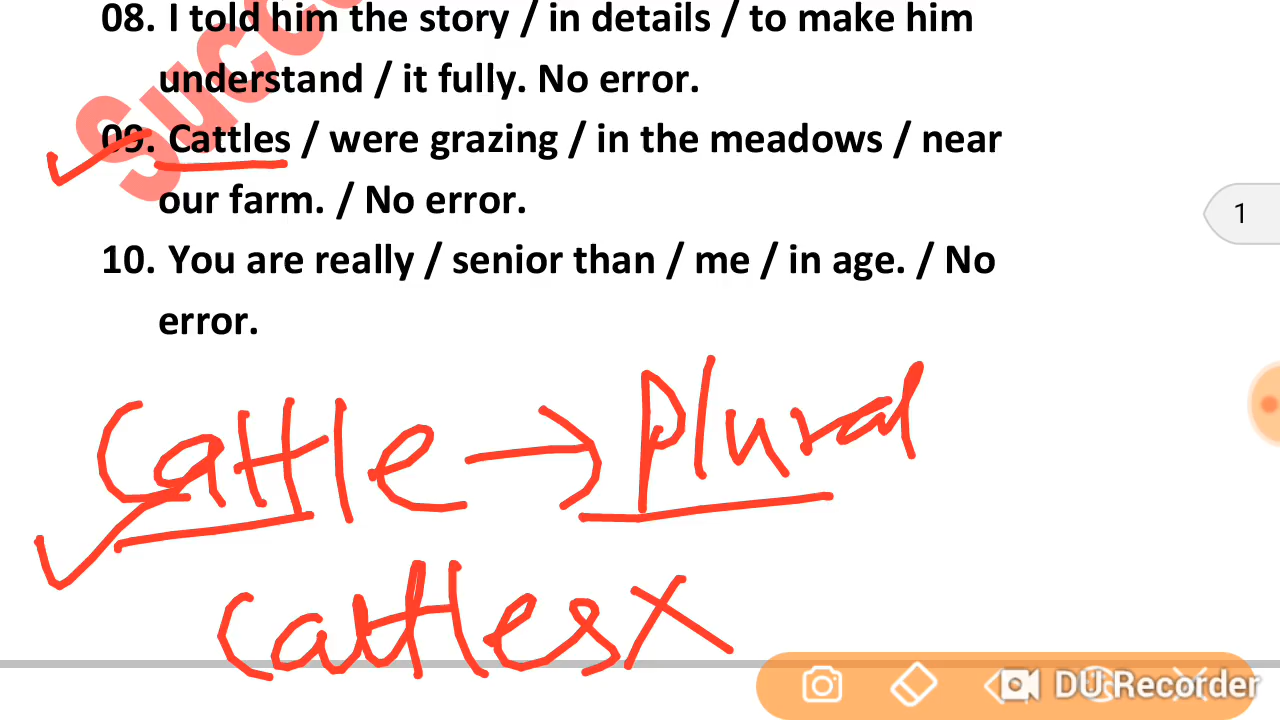 08. I told him the story / in details / to make him
understand / it fully. No error.
09. Cattles / were grazing / in the meadows / near
our farm. / No error.
10. You are really / senior than / me / in age. / No
error.
Cattle → Plural
Cattles X
Succe
1
DU Recorder